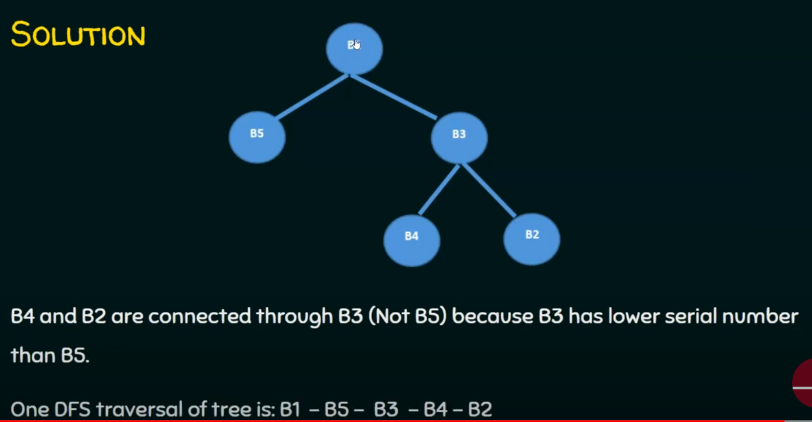 SOLUTION
B5
B3
B4
B2
B4 and B2 are connected through B3 (Not B5) because B3 has lower serial number
than B5.
One DFS traversal of tree is: B1 – B5 – B3 – B4 – B2